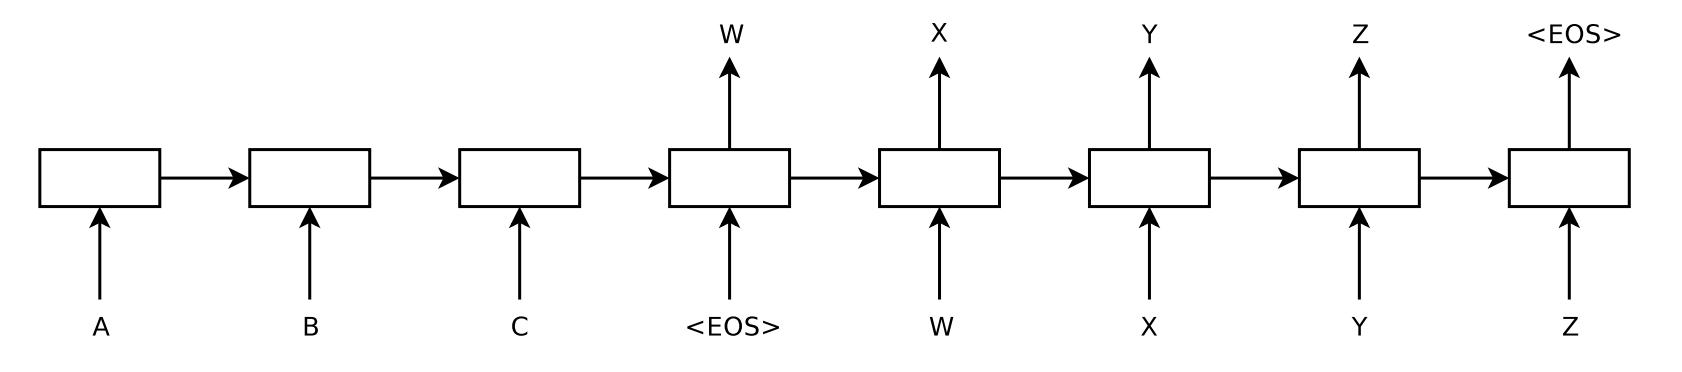 W X Y Z <EOS>
A B C <EOS> W X Y Z